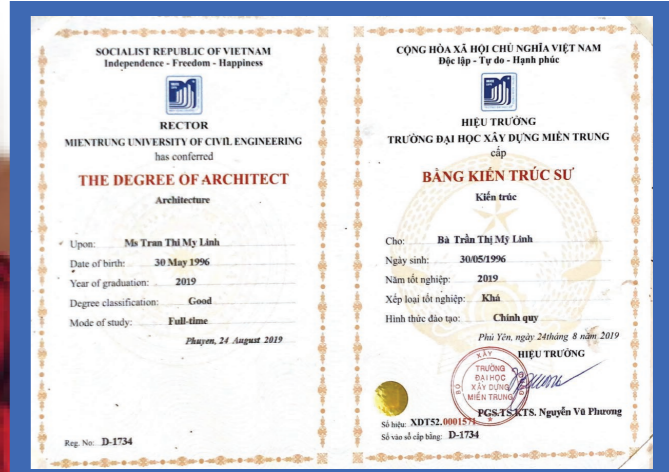 SOCIALIST REPUBLIC OF VIETNAM
Independence - Freedom - Happiness
RECTOR
MIENTRUNG UNIVERSITY OF CIVIL ENGINEERING
has conferred
THE DEGREE OF ARCHITECT
Architecture
Upon: Ms Tran Thi My Linh
Date of birth: 30 May 1996
Year of graduation: 2019
Degree classification: Good
Mode of study: Full-time
Phuyen, 24 August 2019
Reg. No: D-1734
CỘNG HÒA XÃ HỘI CHỦ NGHĨA VIỆT NAM
Độc lập - Tự do - Hạnh phúc
HIỆU TRƯỞNG
TRƯỜNG ĐẠI HỌC XÂY DỰNG MIỀN TRUNG
cấp
BẰNG KIẾN TRÚC SƯ
Kiến trúc
Cho: Bà Trần Thị Mỹ Linh
Ngày sinh: 30/05/1996
Năm tốt nghiệp: 2019
Xếp loại tốt nghiệp: Khá
Hình thức đào tạo: Chính quy
Phú Yên, ngày 24tháng 8 năm 2019
HIỆU TRƯỞNG
BỘ XÂY
TRƯỜNG
ĐẠI HỌC
XÂY DỰNG
MIỀN TRUNG
PGS.TS.KTS. Nguyễn Vũ Phương
Số hiệu: XDT52.0001571
Số vào sổ cấp bằng: D-1734